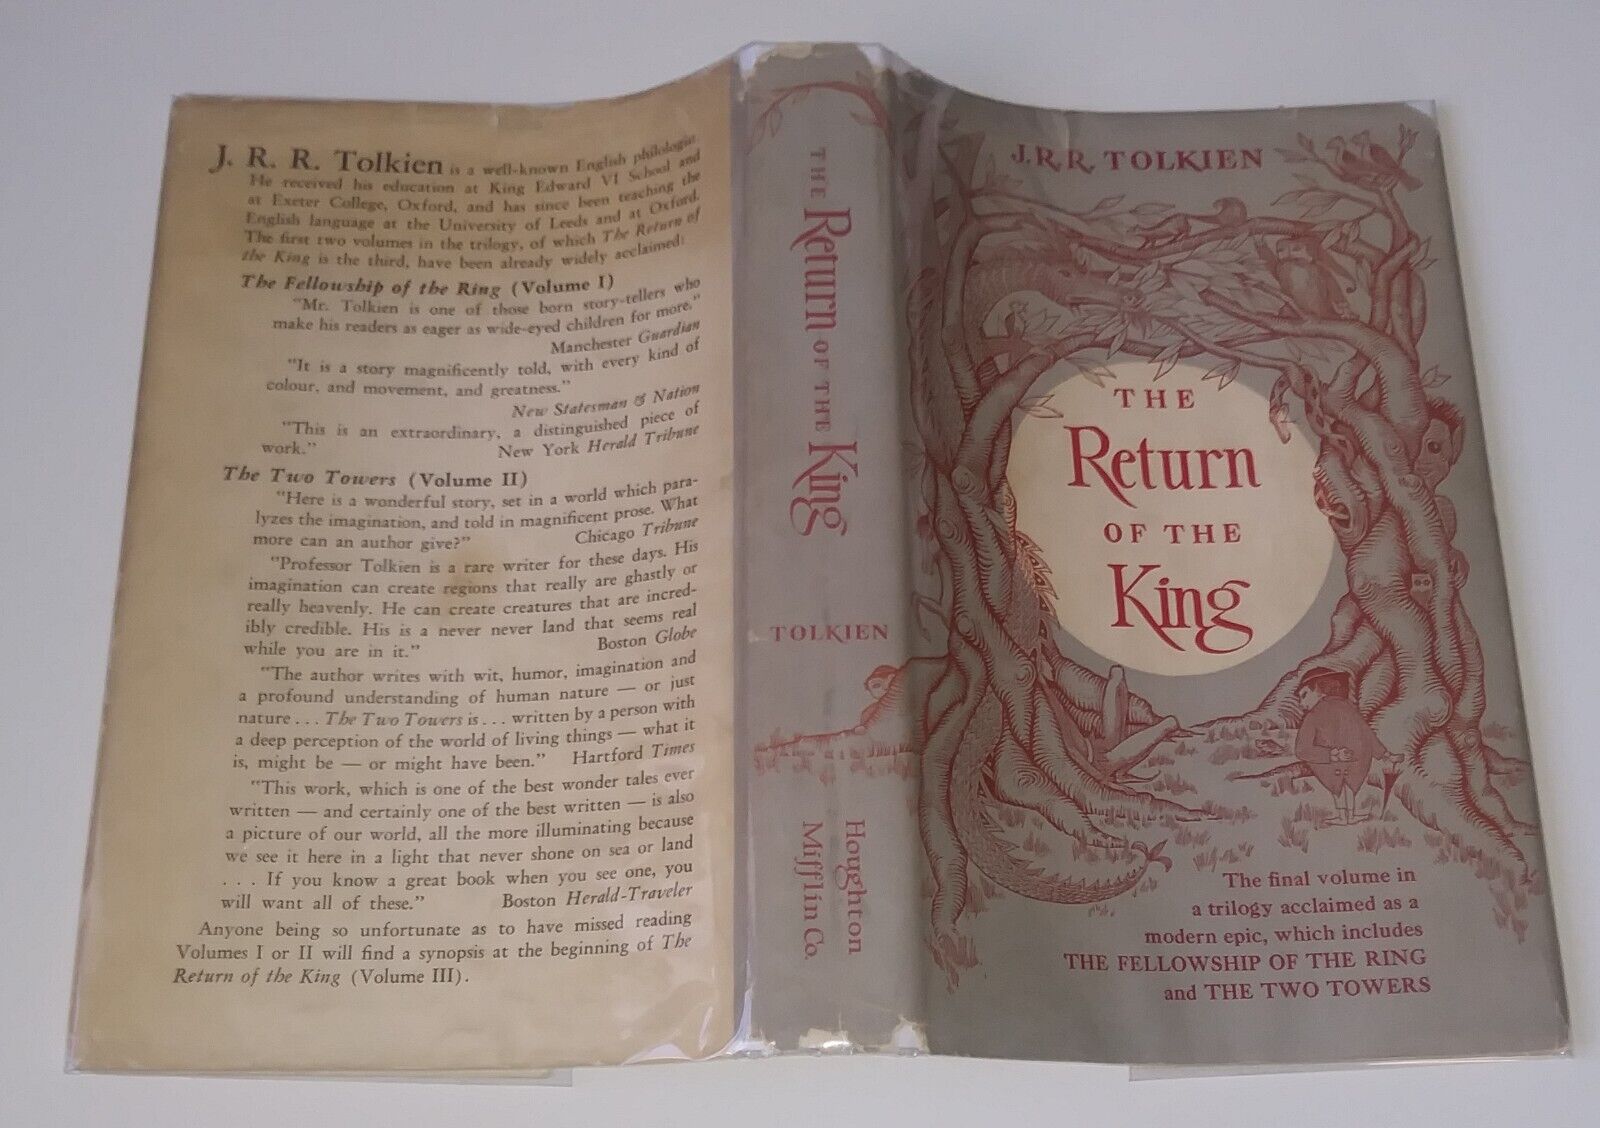 J. R. R. Tolkien is a well-known English philologist
He received his education at King Edward VI School and
at Exeter College, Oxford, and has since been teaching the
English language at the University of Leeds and at Oxford.
The first two volumes in the trilogy, of which The Return of
the King is the third, have been already widely acclaimed:
The Fellowship of the Ring (Volume I)
"Mr. Tolkien is one of those born story-tellers who
make his readers as eager as wide-eyed children for more."
Manchester Guardian
"It is a story magnificently told, with every kind of
colour, and movement, and greatness."
New Statesman & Nation
"This is an extraordinary, a distinguished piece of
work." New York Herald Tribune
The Two Towers (Volume II)
"Here is a wonderful story, set in a world which para-
lyzes the imagination, and told in magnificent prose. What
more can an author give?" Chicago Tribune
"Professor Tolkien is a rare writer for these days. His
imagination can create regions that really are ghastly or
really heavenly. He can create creatures that are incred-
ibly credible. His is a never never land that seems real
while you are in it." Boston Globe
"The author writes with wit, humor, imagination and
a profound understanding of human nature — or just
nature . . . The Two Towers is . . . written by a person with
a deep perception of the world of living things — what it
is, might be — or might have been." Hartford Times
"This work, which is one of the best wonder tales ever
written — and certainly one of the best written — is also
a picture of our world, all the more illuminating because
we see it here in a light that never shone on sea or land
. . . If you know a great book when you see one, you
will want all of these." Boston Herald-Traveler
Anyone being so unfortunate as to have missed reading
Volumes I or II will find a synopsis at the beginning of The
Return of the King (Volume III).
THE Return OF THE King
TOLKIEN
Houghton
Mifflin Co.
J.R.R. TOLKIEN
THE
Return
OF THE
King
The final volume in
a trilogy acclaimed as a
modern epic, which includes
THE FELLOWSHIP OF THE RING
and THE TWO TOWERS